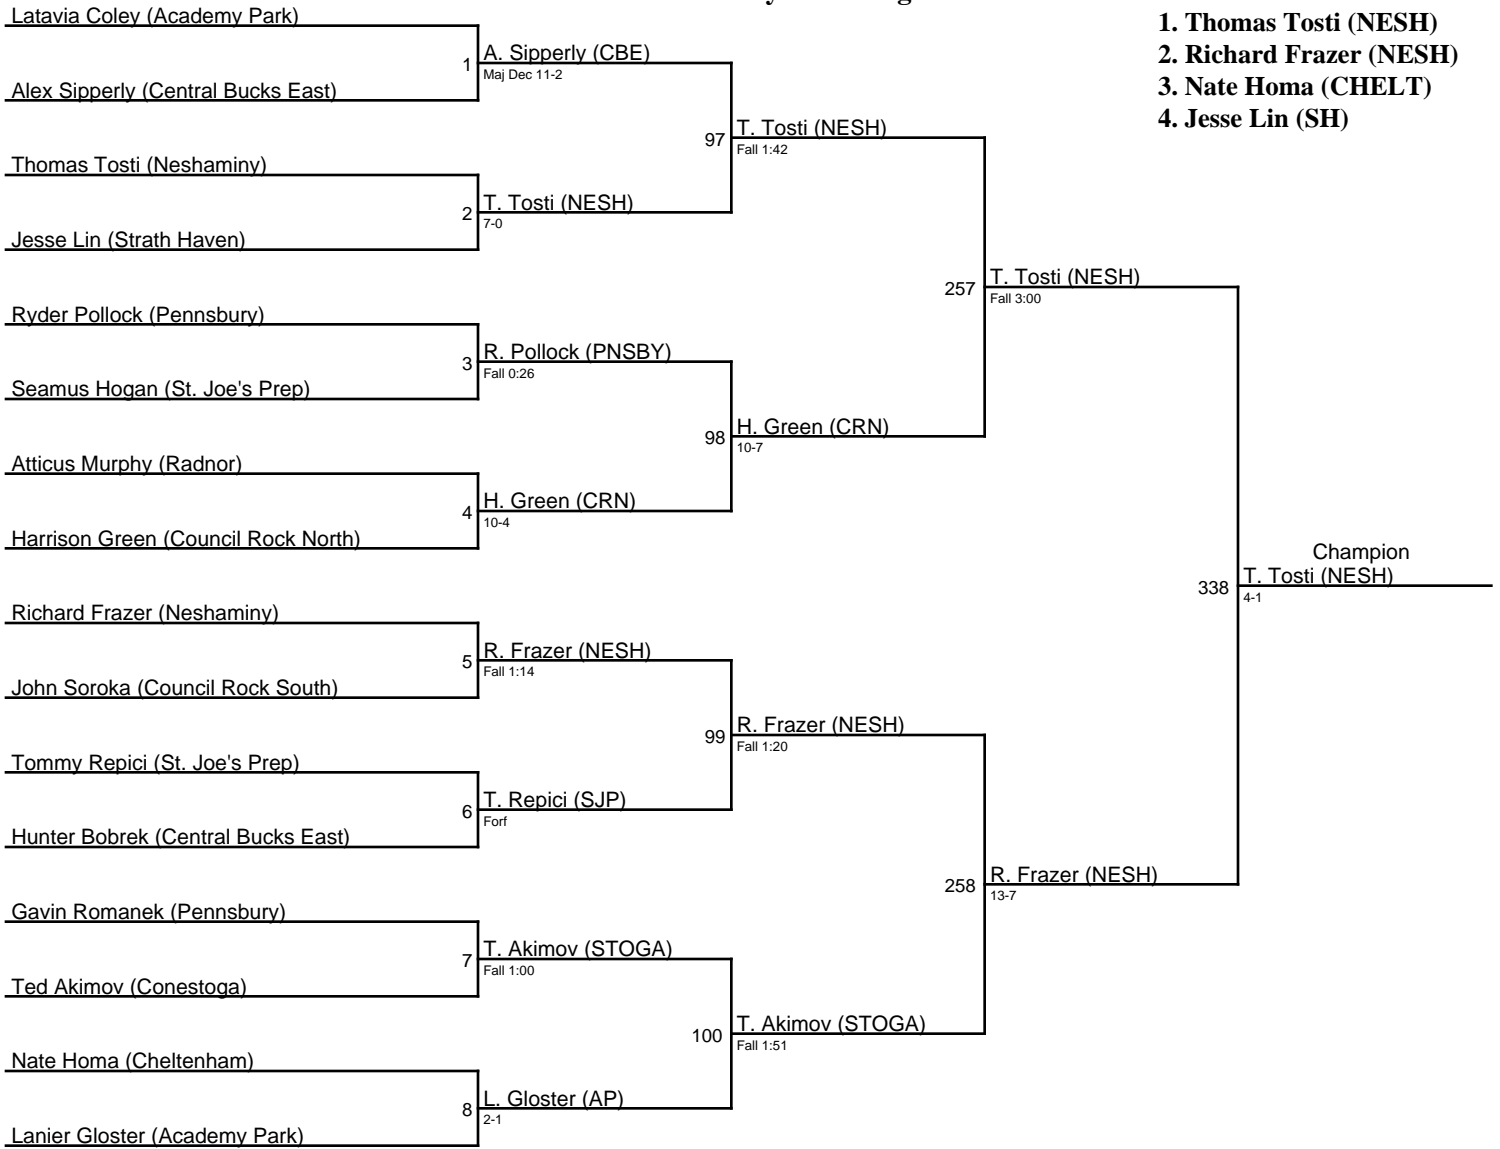 Latavia Coley (Academy Park)
1
A. Sipperly (CBE)
Maj Dec 11-2
Alex Sipperly (Central Bucks East)
97
T. Tosti (NESH)
Fall 1:42
Thomas Tosti (Neshaminy)
2
T. Tosti (NESH)
7-0
Jesse Lin (Strath Haven)
257
T. Tosti (NESH)
Fall 3:00
Ryder Pollock (Pennsbury)
3
R. Pollock (PNSBY)
Fall 0:26
Seamus Hogan (St. Joe's Prep)
98
H. Green (CRN)
10-7
Atticus Murphy (Radnor)
4
H. Green (CRN)
10-4
Harrison Green (Council Rock North)
338
Champion
T. Tosti (NESH)
4-1
Richard Frazer (Neshaminy)
5
R. Frazer (NESH)
Fall 1:14
John Soroka (Council Rock South)
99
R. Frazer (NESH)
Fall 1:20
Tommy Repici (St. Joe's Prep)
6
T. Repici (SJP)
Forf
Hunter Bobrek (Central Bucks East)
258
R. Frazer (NESH)
13-7
Gavin Romanek (Pennsbury)
7
T. Akimov (STOGA)
Fall 1:00
Ted Akimov (Conestoga)
100
T. Akimov (STOGA)
Fall 1:51
Nate Homa (Cheltenham)
8
L. Gloster (AP)
2-1
Lanier Gloster (Academy Park)
1. Thomas Tosti (NESH)
2. Richard Frazer (NESH)
3. Nate Homa (CHELT)
4. Jesse Lin (SH)